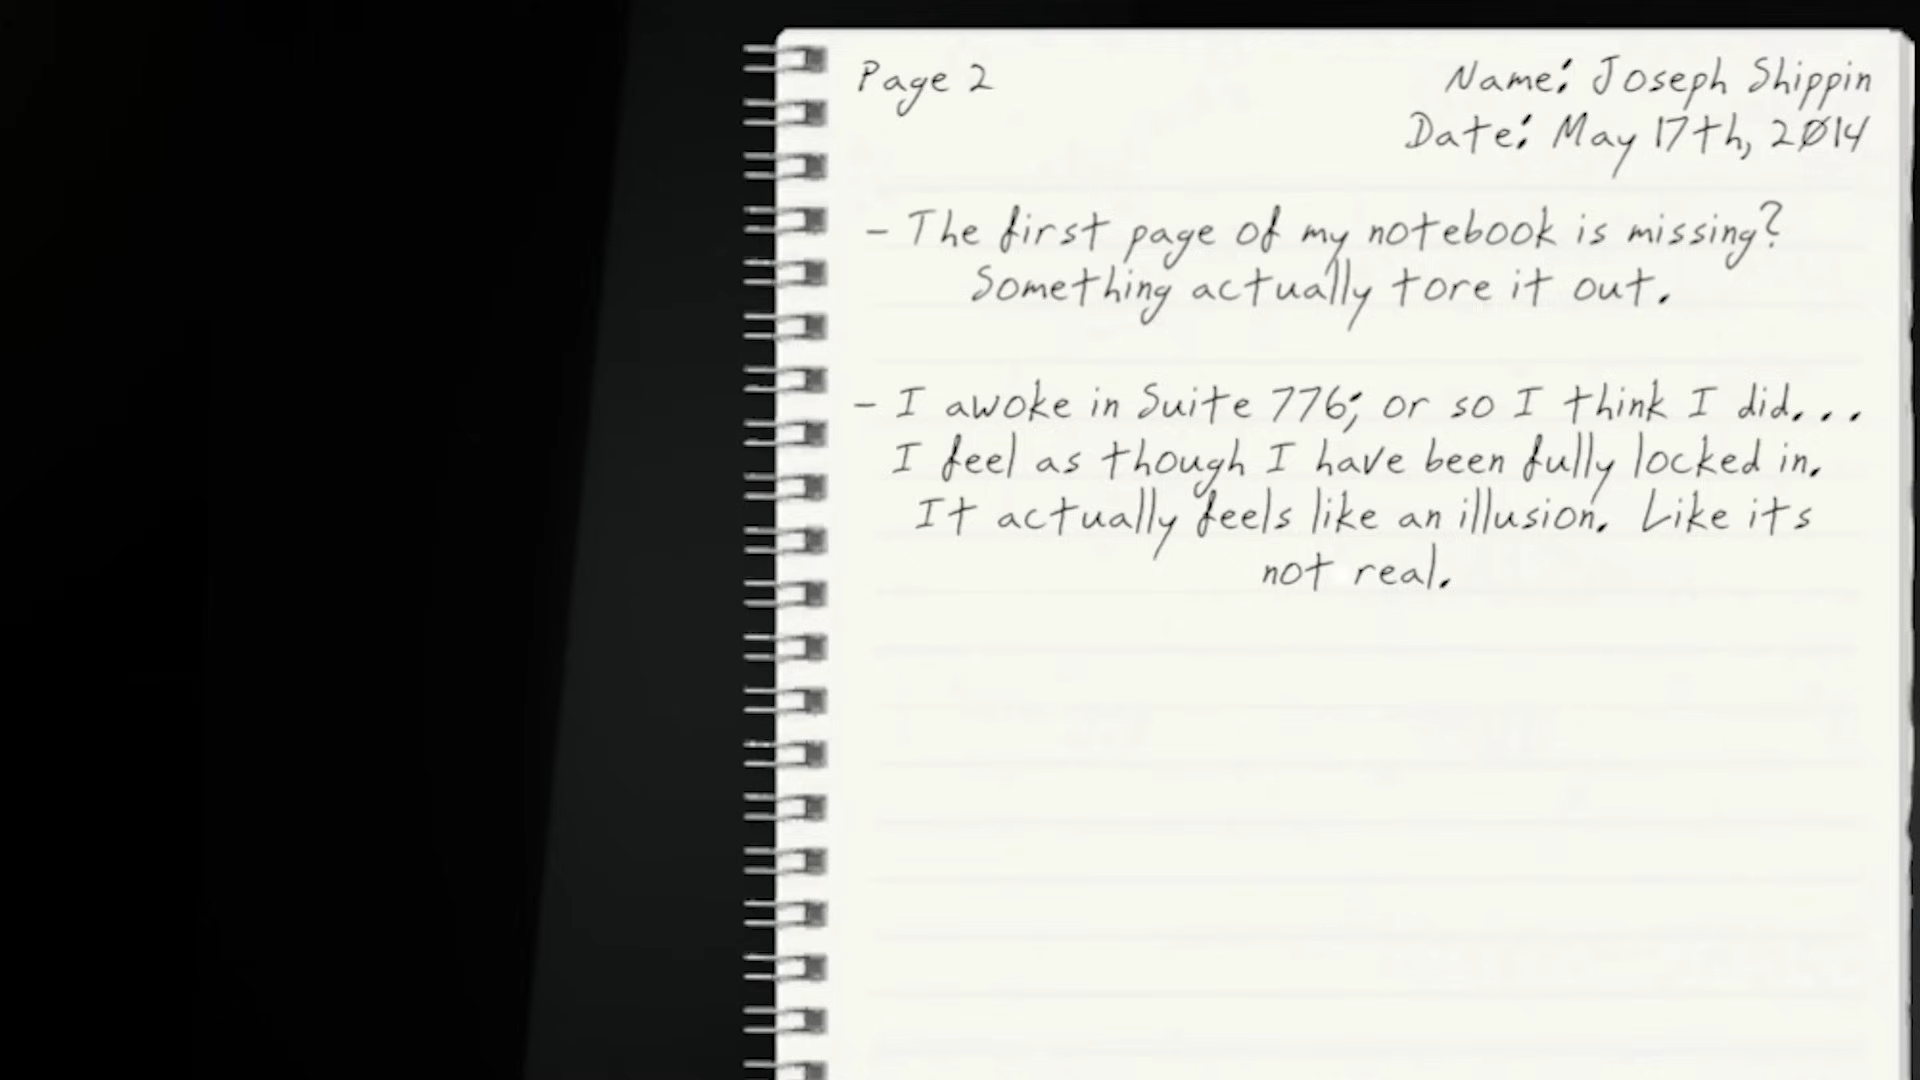 Page 2
Name: Joseph Shippin
Date: May 17th, 2014
- The first page of my notebook is missing?
Something actually tore it out.
- I awoke in Suite 776; or so I think I did...
I feel as though I have been fully locked in.
It actually feels like an illusion. Like its
not real.